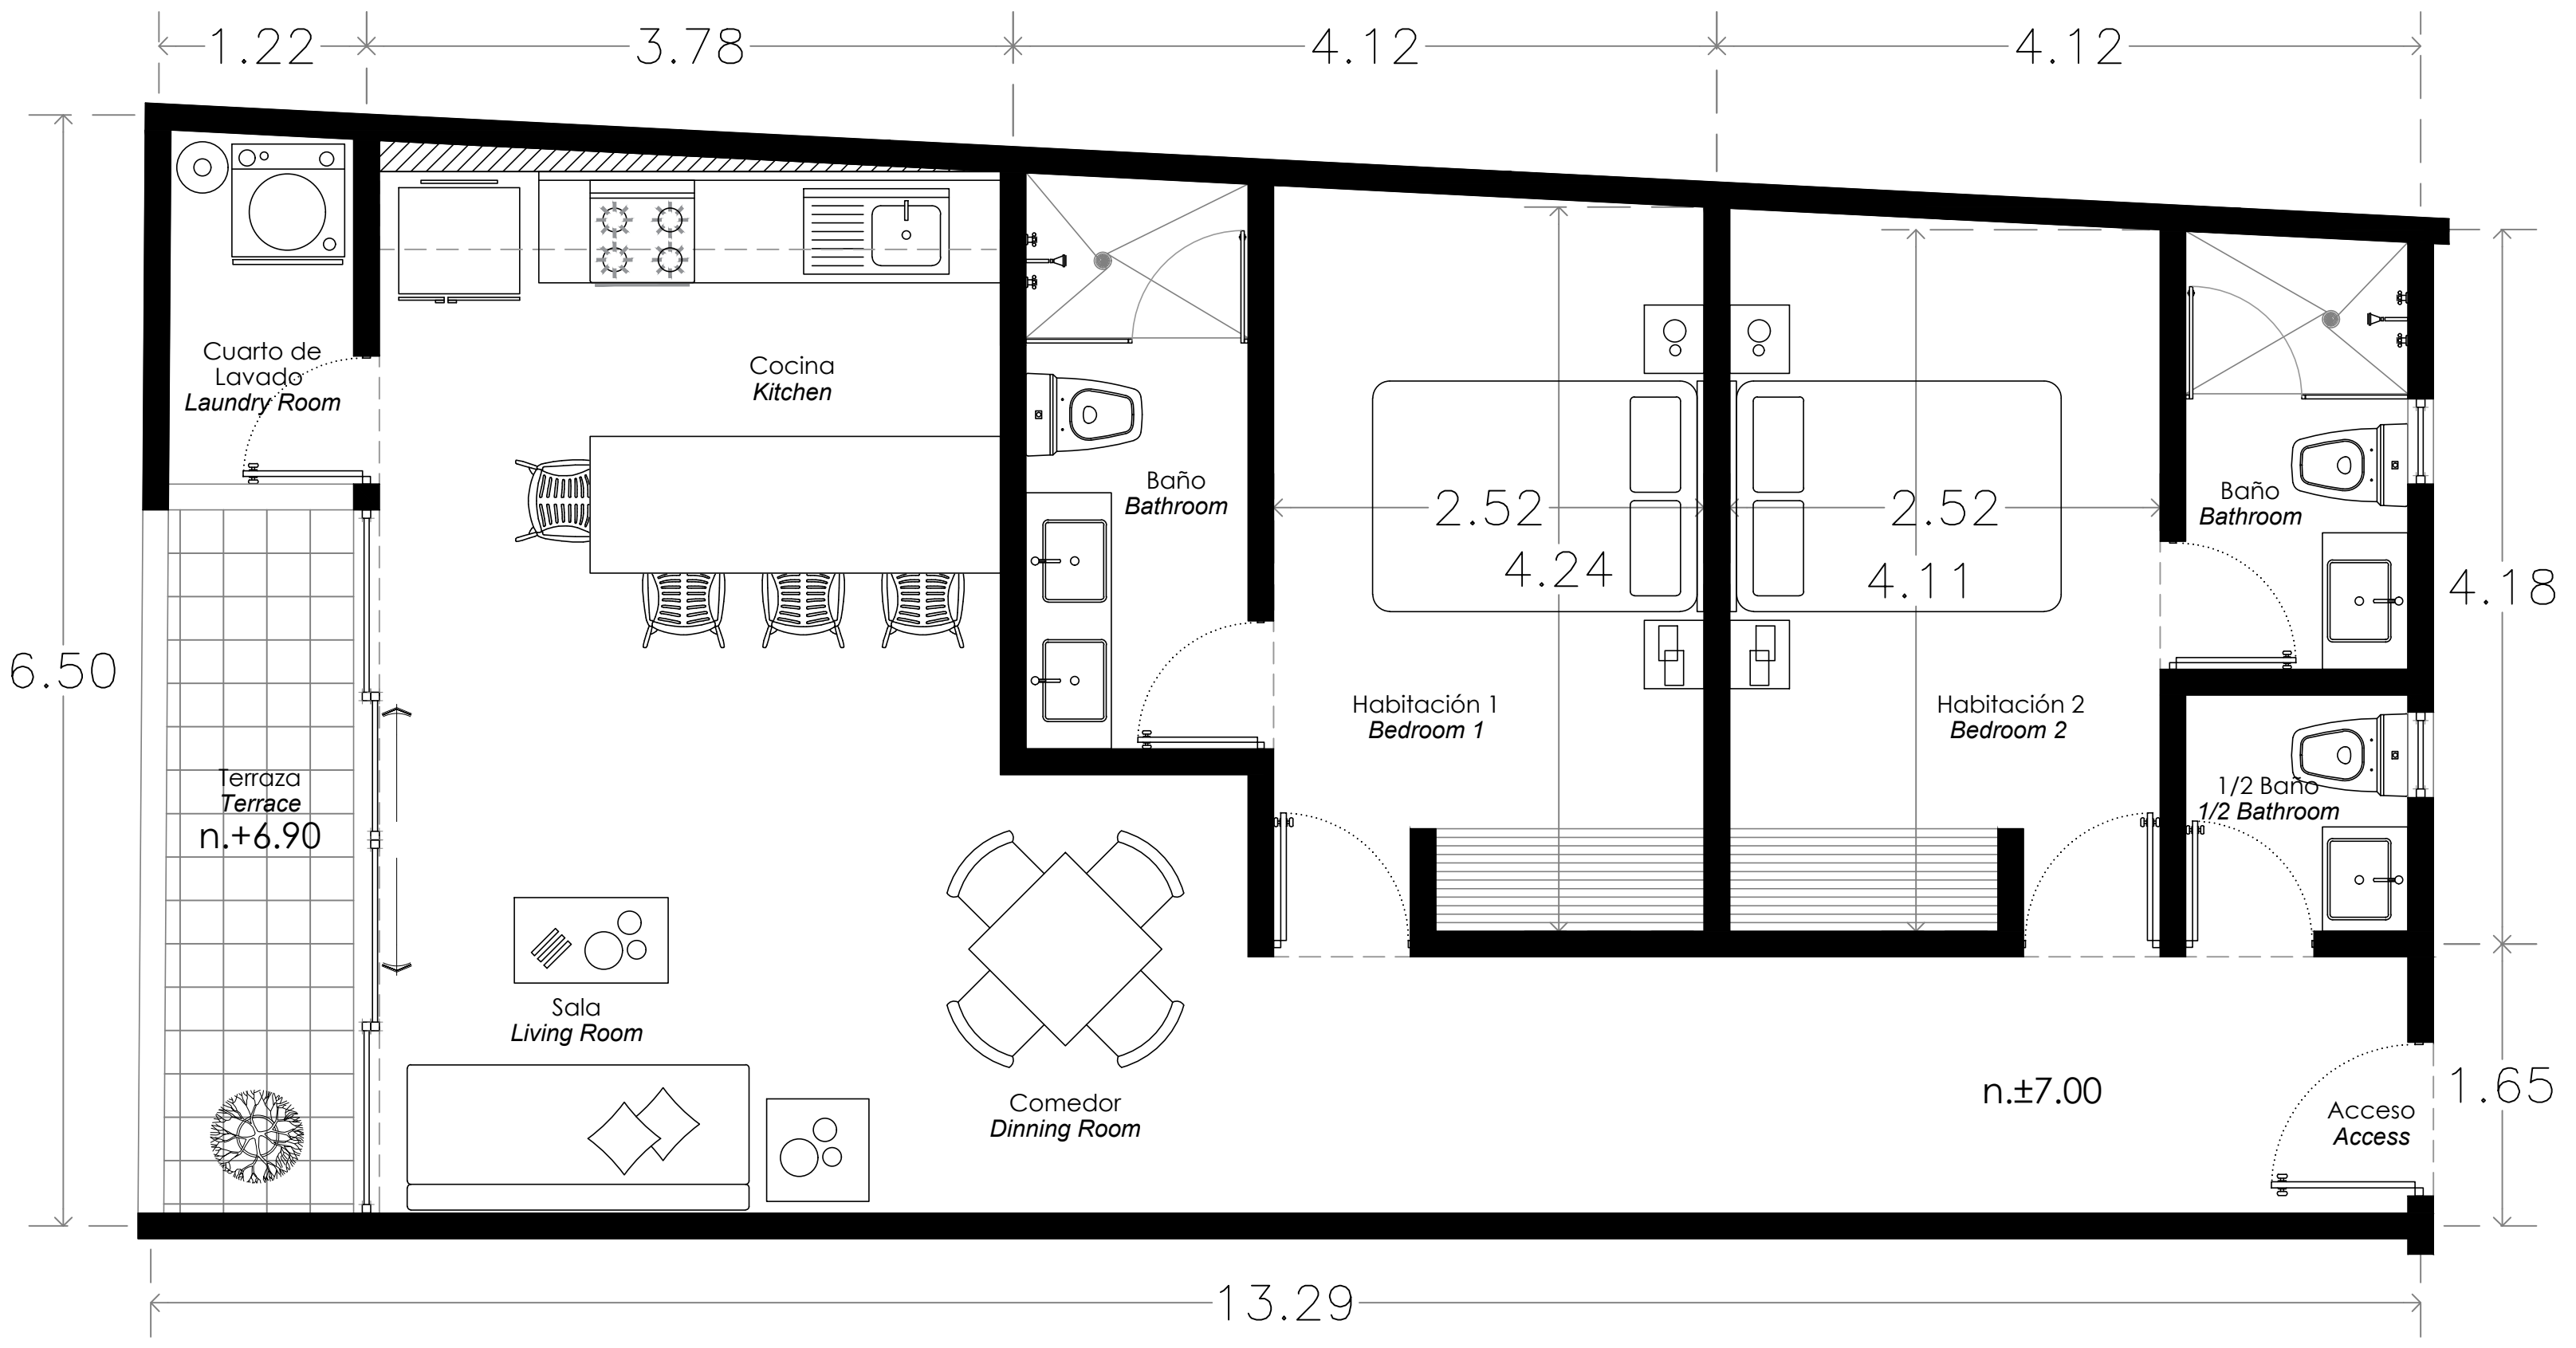 1.22
3.78
4.12
4.12
Cuarto de
Lavado
Laundry Room
Cocina
Kitchen
Baño
Bathroom
2.52
4.24
2.52
4.11
Baño
Bathroom
4.18
6.50
Habitación 1
Bedroom 1
Habitación 2
Bedroom 2
Terraza
Terrace
n.+6.90
1/2 Baño
1/2 Bathroom
Sala
Living Room
Comedor
Dinning Room
n.±7.00
Acceso
Access
1.65
13.29